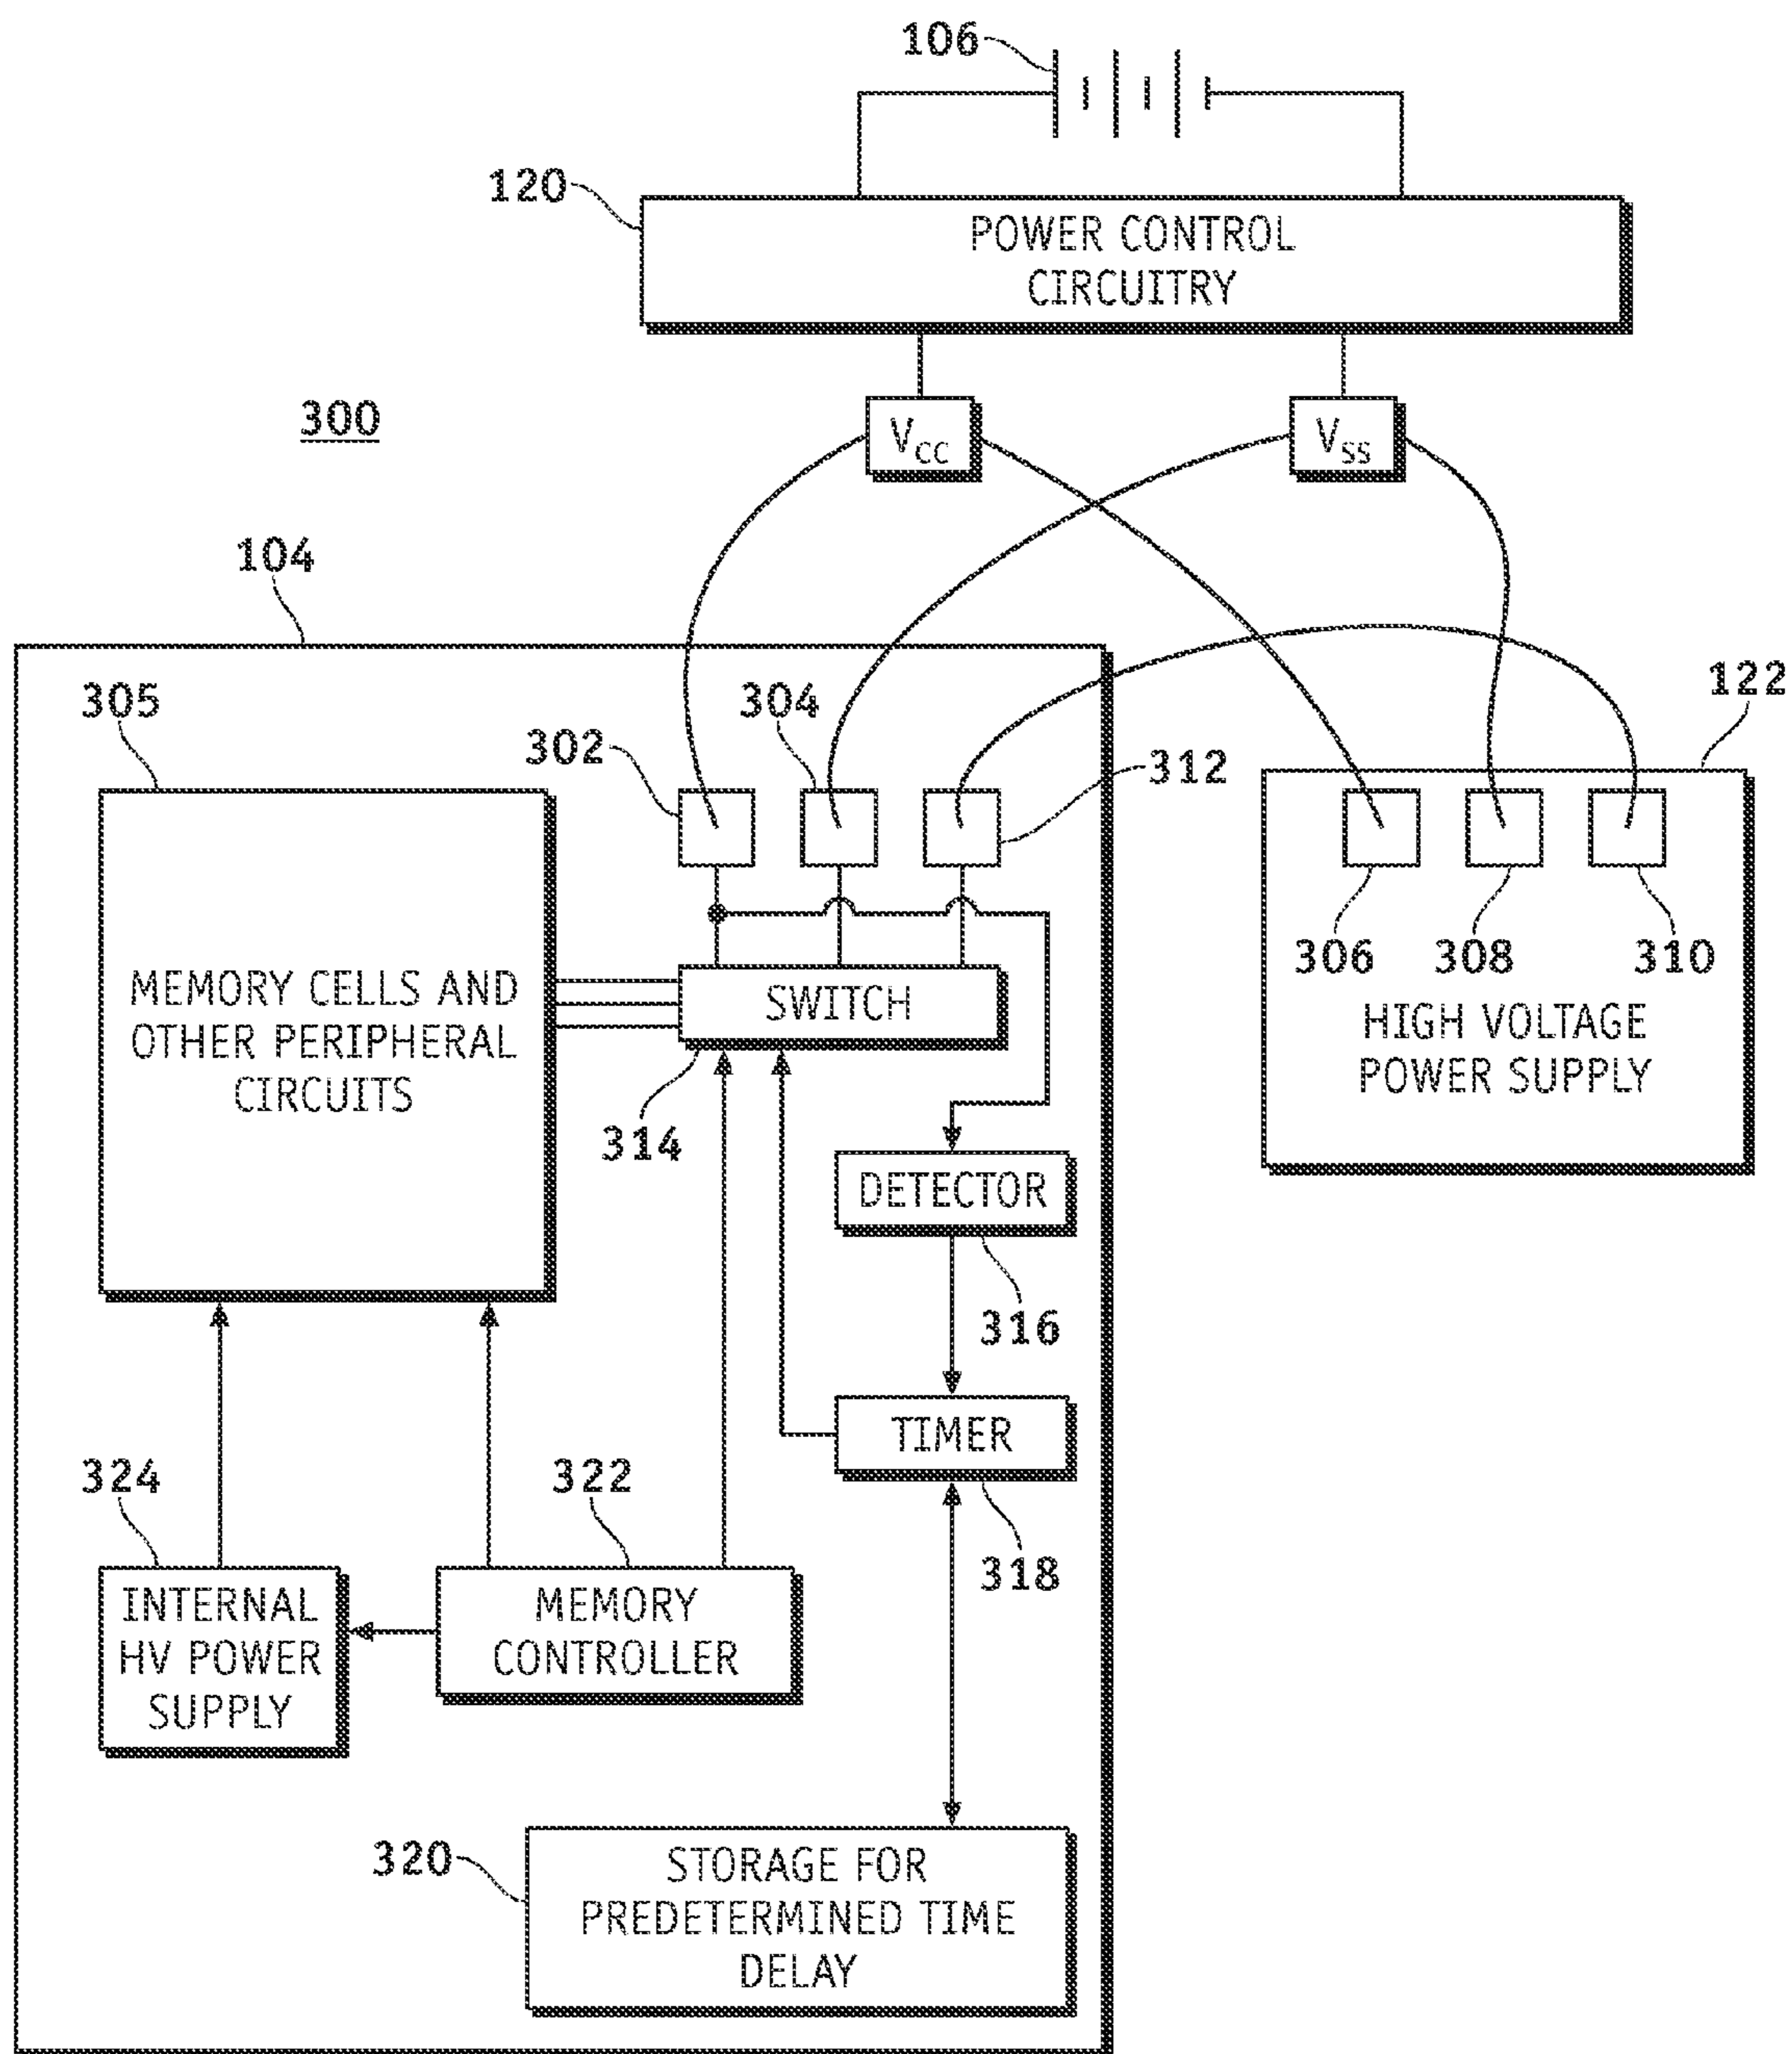 106
120
POWER CONTROL
CIRCUITRY
300
VCC
VSS
104
305
302
304
312
122
306
308
310
HIGH VOLTAGE
POWER SUPPLY
MEMORY CELLS AND
OTHER PERIPHERAL
CIRCUITS
SWITCH
314
DETECTOR
316
TIMER
318
324
322
INTERNAL
HV POWER
SUPPLY
MEMORY
CONTROLLER
320
STORAGE FOR
PREDETERMINED TIME
DELAY